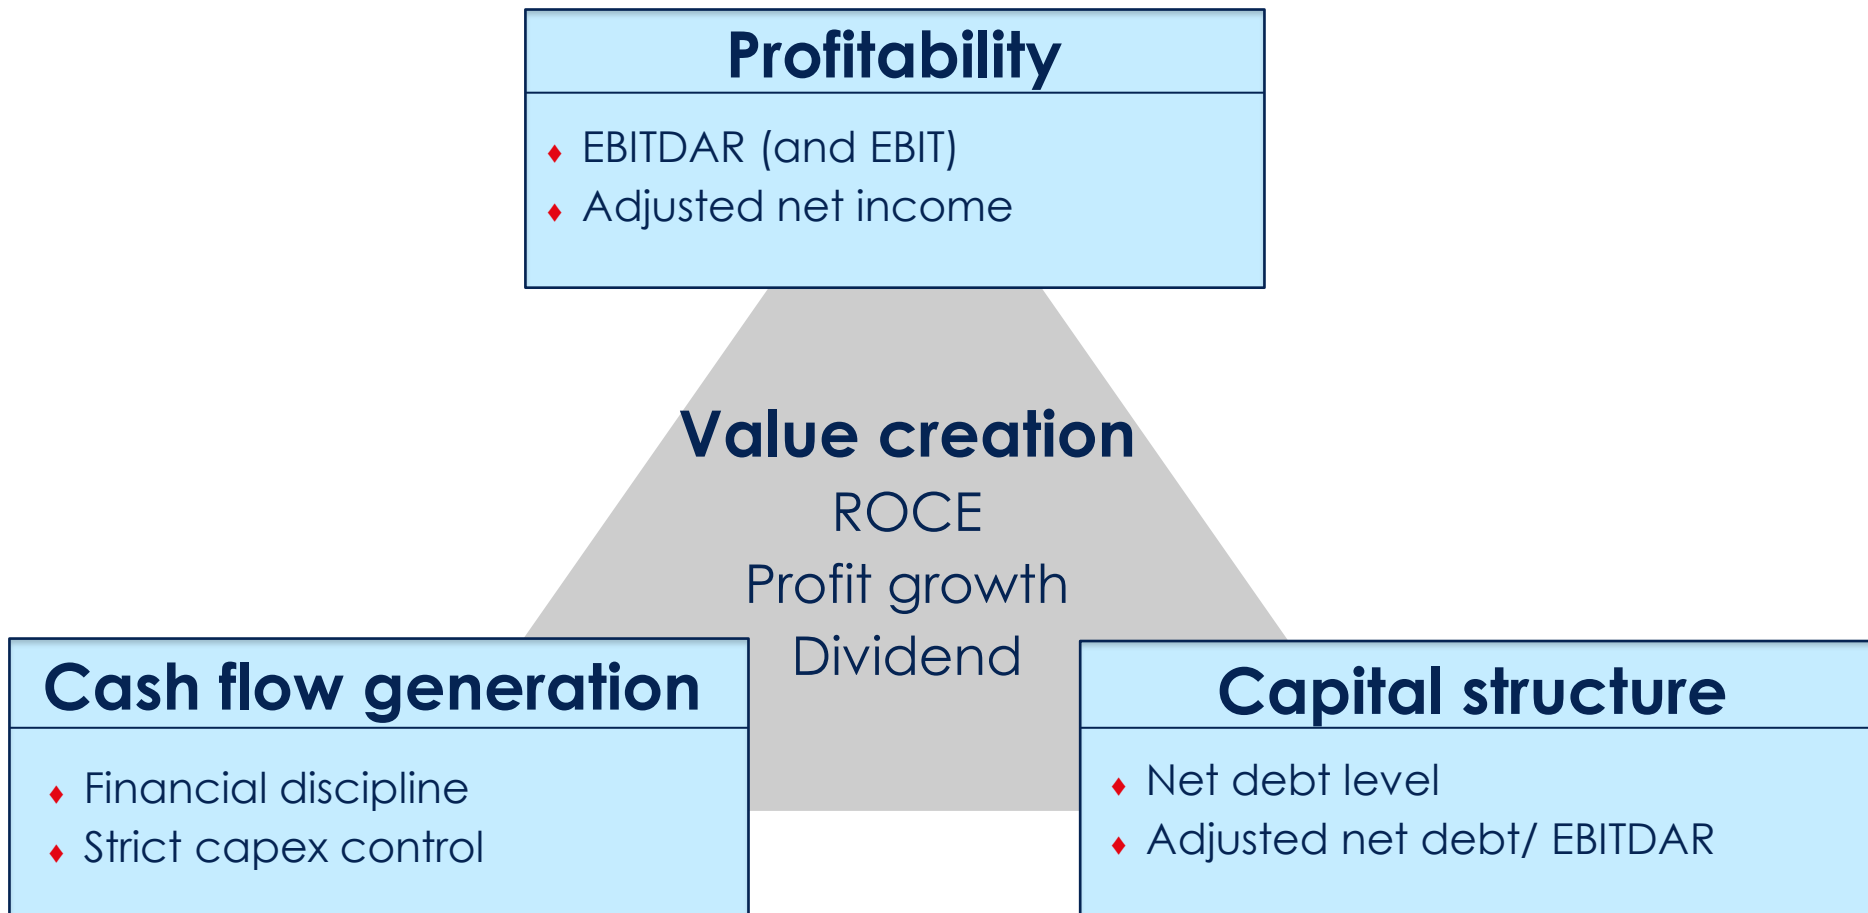 Profitability
EBITDAR (and EBIT)
Adjusted net income
Value creation
ROCE
Profit growth
Dividend
Cash flow generation
Financial discipline
Strict capex control
Capital structure
Net debt level
Adjusted net debt/ EBITDAR